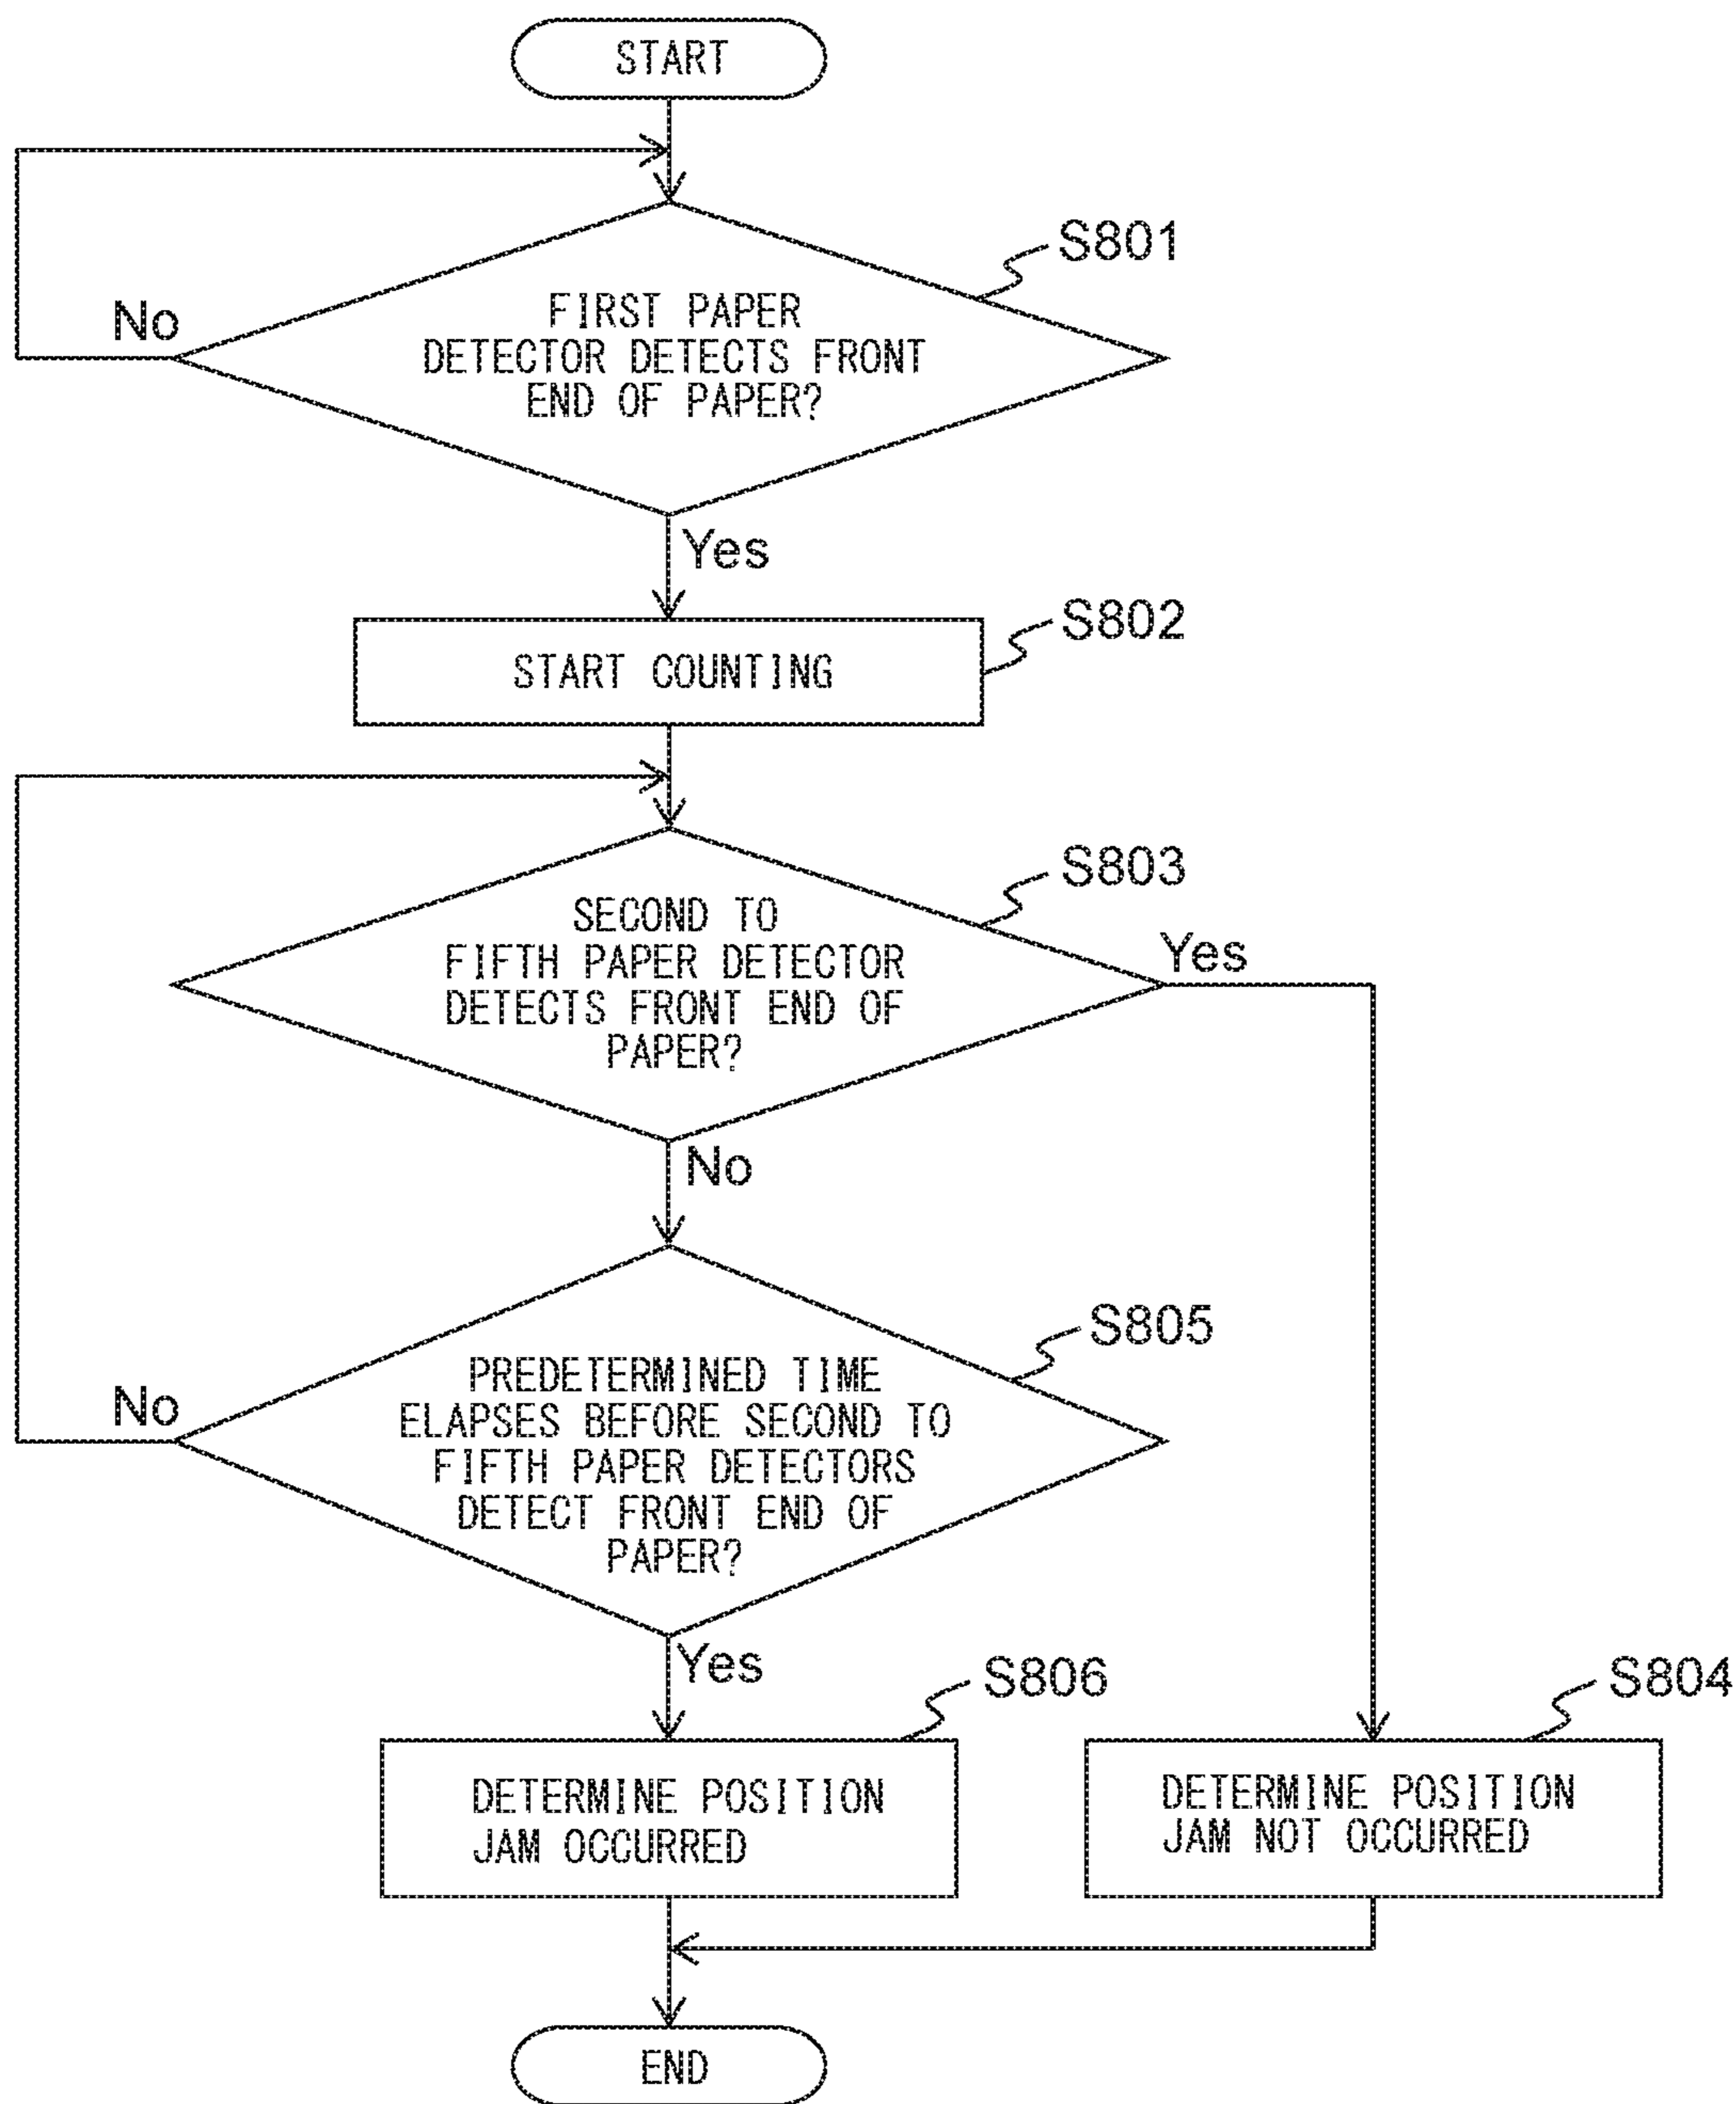 START
S801
FIRST PAPER
DETECTOR DETECTS FRONT
END OF PAPER?
No
Yes
S802
START COUNTING
S803
SECOND TO
FIFTH PAPER DETECTOR
DETECTS FRONT END OF
PAPER?
Yes
No
S805
PREDETERMINED TIME
ELAPSES BEFORE SECOND TO
FIFTH PAPER DETECTORS
DETECT FRONT END OF
PAPER?
No
Yes
S806
DETERMINE POSITION
JAM OCCURRED
S804
DETERMINE POSITION
JAM NOT OCCURRED
END